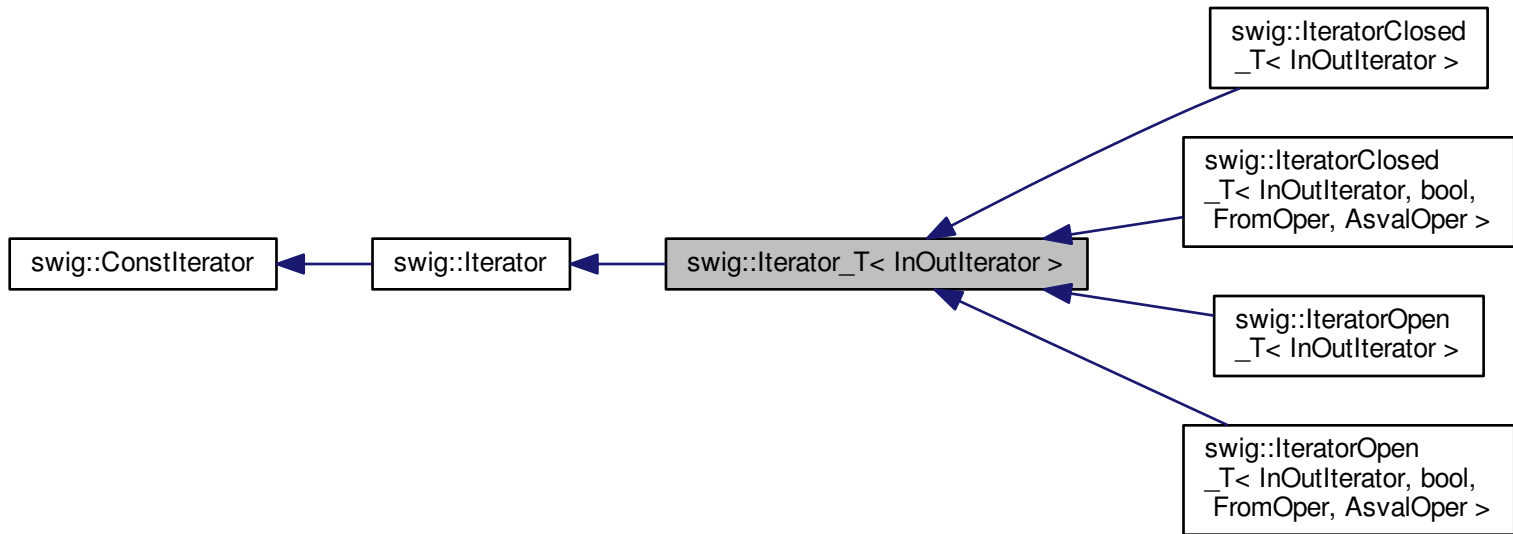 swig::ConstIterator
swig::Iterator
swig::Iterator_T< InOutIterator >
swig::IteratorClosed
_T< InOutIterator >
swig::IteratorClosed
_T< InOutIterator, bool,
FromOper, AsvalOper >
swig::IteratorOpen
_T< InOutIterator >
swig::IteratorOpen
_T< InOutIterator, bool,
FromOper, AsvalOper >